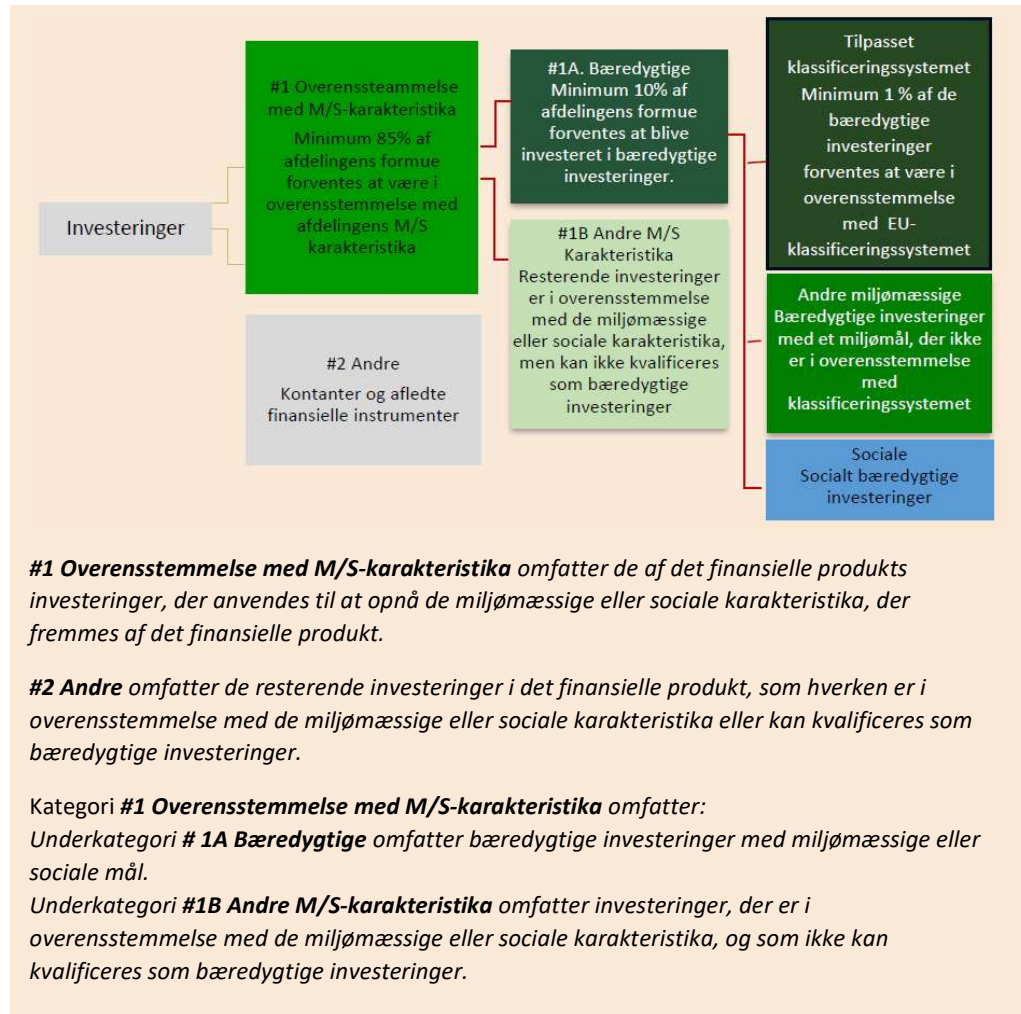 Investeringer
#1 Overenssteammelse
med M/S-karakteristika
Minimum 85% af
afdelingens formue
forventes at være i
overensstemmelse med
afdelingens M/S
karakteristika
#2 Andre
Kontanter og afledte
finansielle instrumenter
#1A. Bæredygtige
Minimum 10% af
afdelingens formue
forventes at blive
investeret i bæredygtige
investeringer.
#1B Andre M/S
Karakteristika
Resterende investeringer
er i overensstemmelse
med de miljømæssige
eller sociale karakteristika,
men kan ikke kvalificeres
som bæredygtige
investeringer
Tilpasset
klassificeringssystemet
Minimum 1 % af de
bæredygtige
investeringer
forventes at være i
overensstemmelse
med EU-
klassificeringssystemet
Andre miljømæssige
Bæredygtige investeringer
med et miljømål, der ikke
er i overensstemmelse
med
klassificeringssystemet
Sociale
Socialt bæredygtige
investeringer
#1 Overensstemmelse med M/S-karakteristika omfatter de af det finansielle produkts
investeringer, der anvendes til at opnå de miljømæssige eller sociale karakteristika, der
fremmes af det finansielle produkt.
#2 Andre omfatter de resterende investeringer i det finansielle produkt, som hverken er i
overensstemmelse med de miljømæssige eller sociale karakteristika eller kan kvalificeres som
bæredygtige investeringer.
Kategori #1 Overensstemmelse med M/S-karakteristika omfatter:
Underkategori # 1A Bæredygtige omfatter bæredygtige investeringer med miljømæssige eller
sociale mål.
Underkategori #1B Andre M/S-karakteristika omfatter investeringer, der er i
overensstemmelse med de miljømæssige eller sociale karakteristika, og som ikke kan
kvalificeres som bæredygtige investeringer.